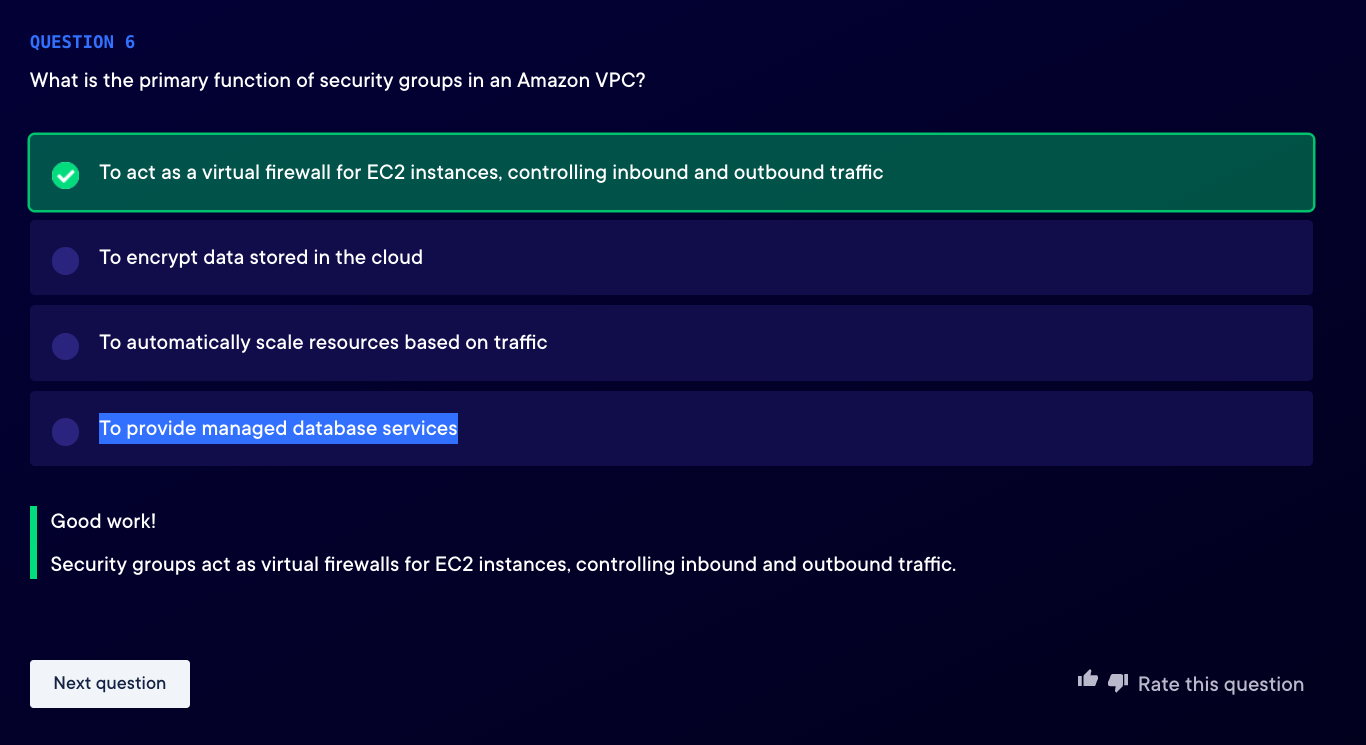 QUESTION 6
What is the primary function of security groups in an Amazon VPC?
To act as a virtual firewall for EC2 instances, controlling inbound and outbound traffic
To encrypt data stored in the cloud
To automatically scale resources based on traffic
To provide managed database services
Good work!
Security groups act as virtual firewalls for EC2 instances, controlling inbound and outbound traffic.
Next question
Rate this question